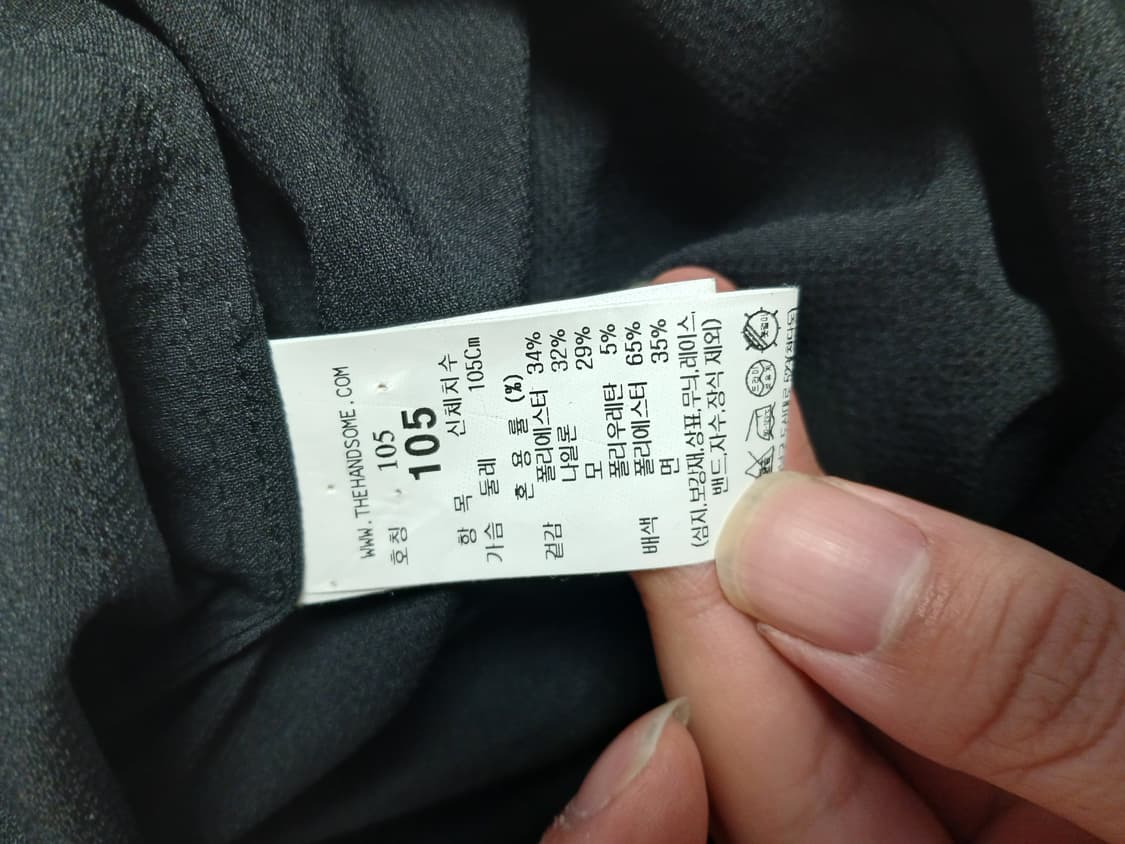 WWW.THEHANDSOME.COM
호칭 105
105
항 목 신체치수
가슴 둘레 105Cm
혼 용 률 (%)
겉감 폴리에스터 34%
나일론 32%
모 29%
폴리우레탄 5%
배색 폴리에스터 65%
면 35%
(심지,보강재,상표,무늬,레이스,
밴드,자수,장식 제외)
드라이